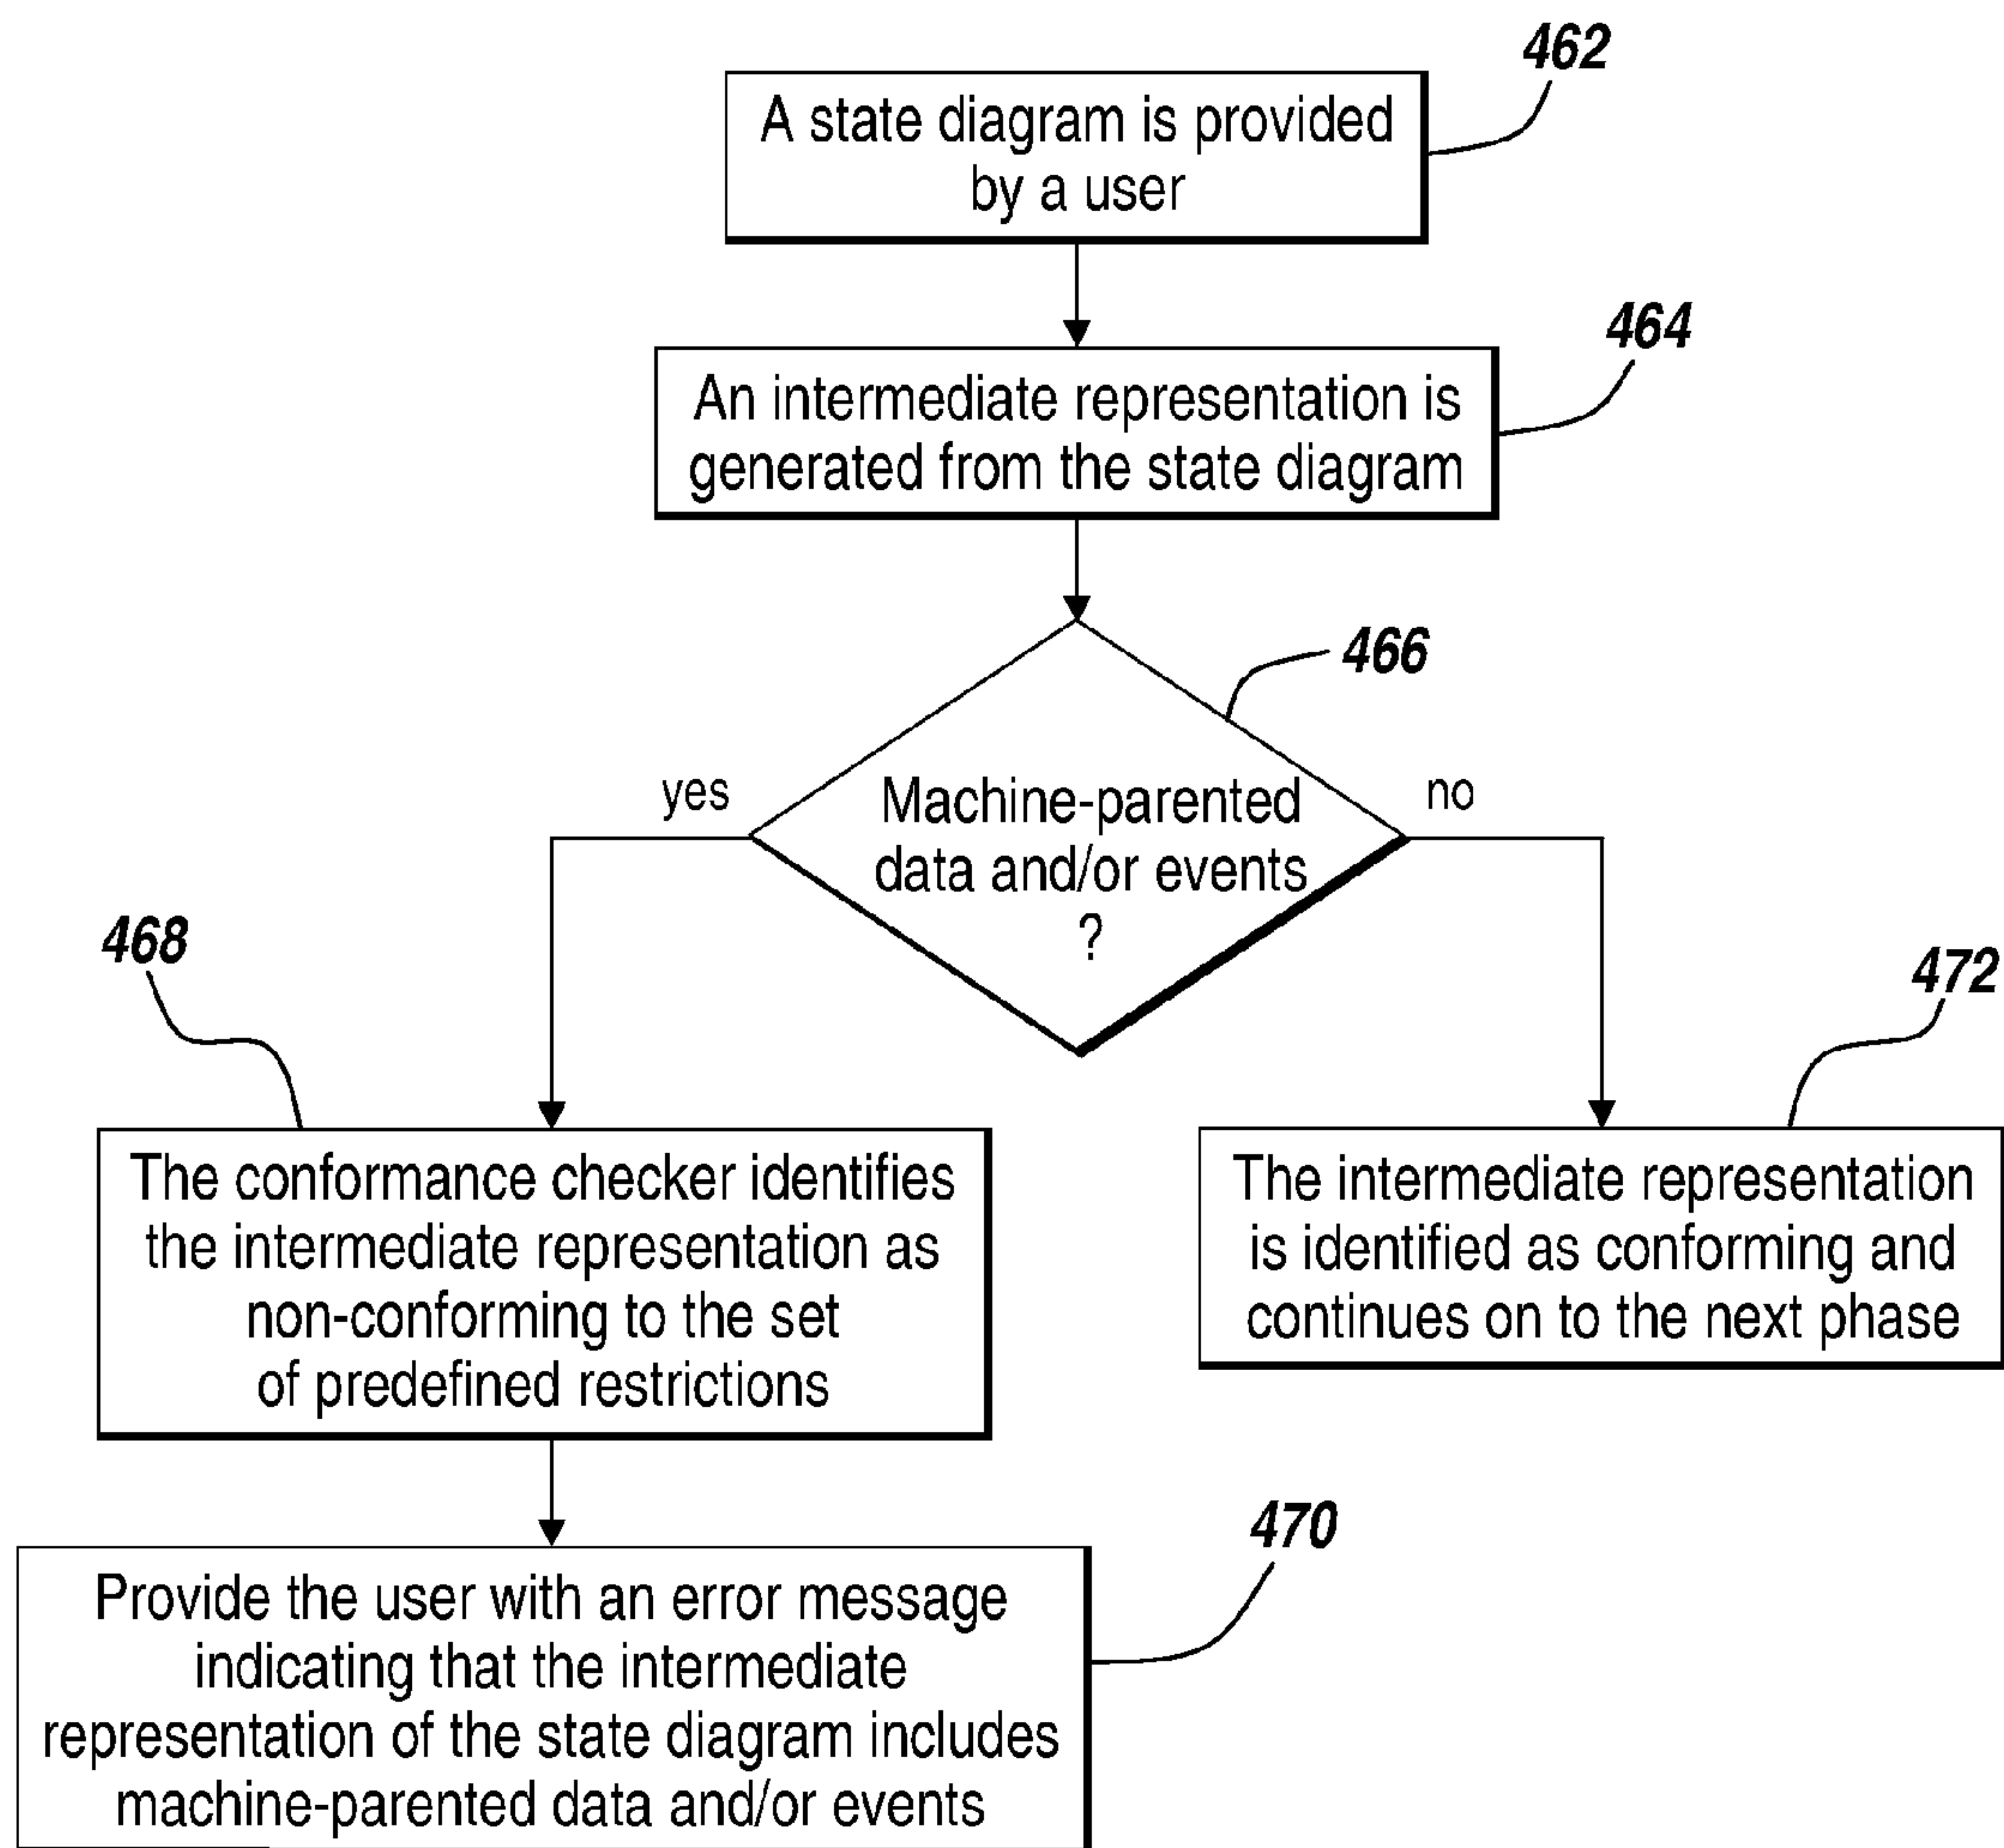 462
A state diagram is provided
by a user
464
An intermediate representation is
generated from the state diagram
466
yes
Machine-parented
data and/or events
?
no
468
472
The conformance checker identifies
the intermediate representation as
non-conforming to the set
of predefined restrictions
The intermediate representation
is identified as conforming and
continues on to the next phase
470
Provide the user with an error message
indicating that the intermediate
representation of the state diagram includes
machine-parented data and/or events